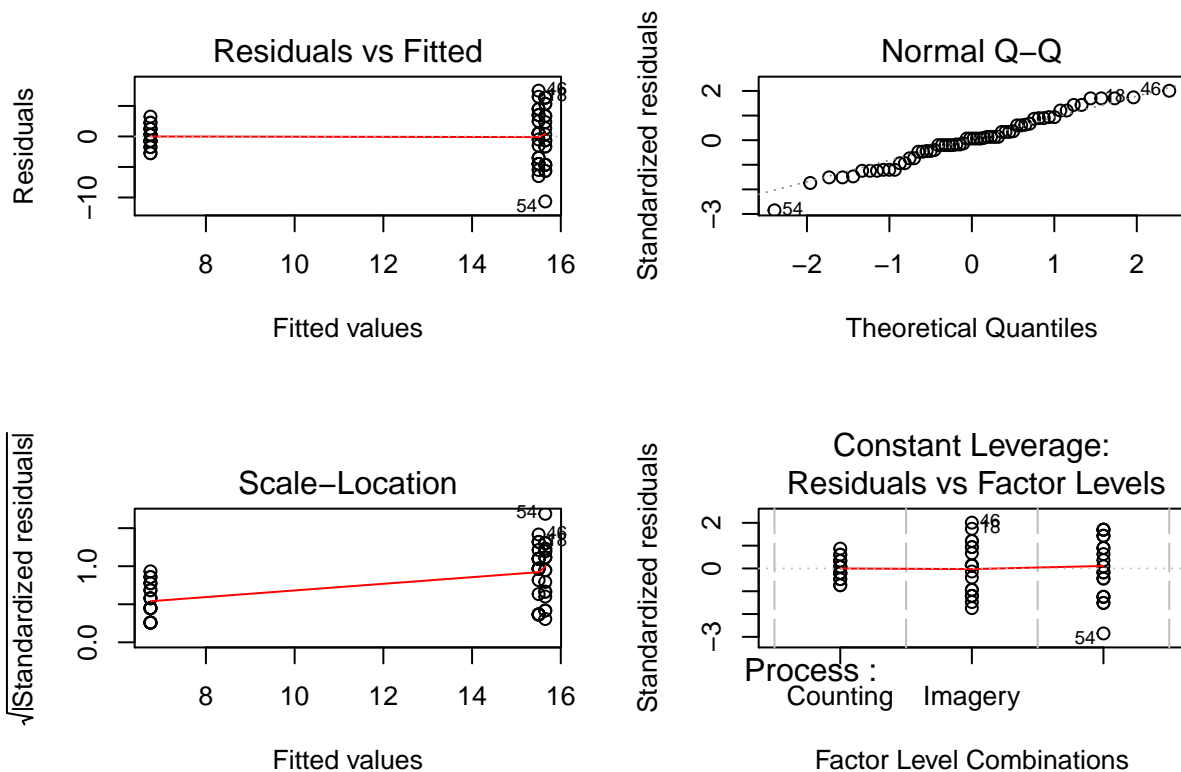 Residuals vs Fitted
Residuals
0
−10
46
18
54
8 10 12 14 16
Fitted values
Normal Q−Q
Standardized residuals
2
0
−3
18
46
54
−2 −1 0 1 2
Theoretical Quantiles
Scale−Location
√|Standardized residuals|
1.0
0.0
54
46
18
8 10 12 14 16
Fitted values
Constant Leverage:
Residuals vs Factor Levels
Standardized residuals
2
0
−3
46
18
54
Process :
Counting Imagery
Factor Level Combinations